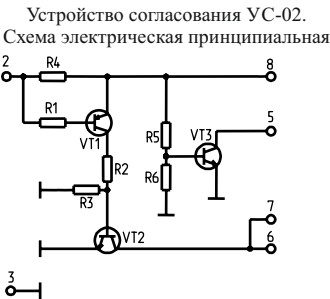 Устройство согласования УС-02.
Схема электрическая принципиальная
2
R4
8
R1
VT1
R5
VT3
5
R2
R6
R3
7
VT2
6
3